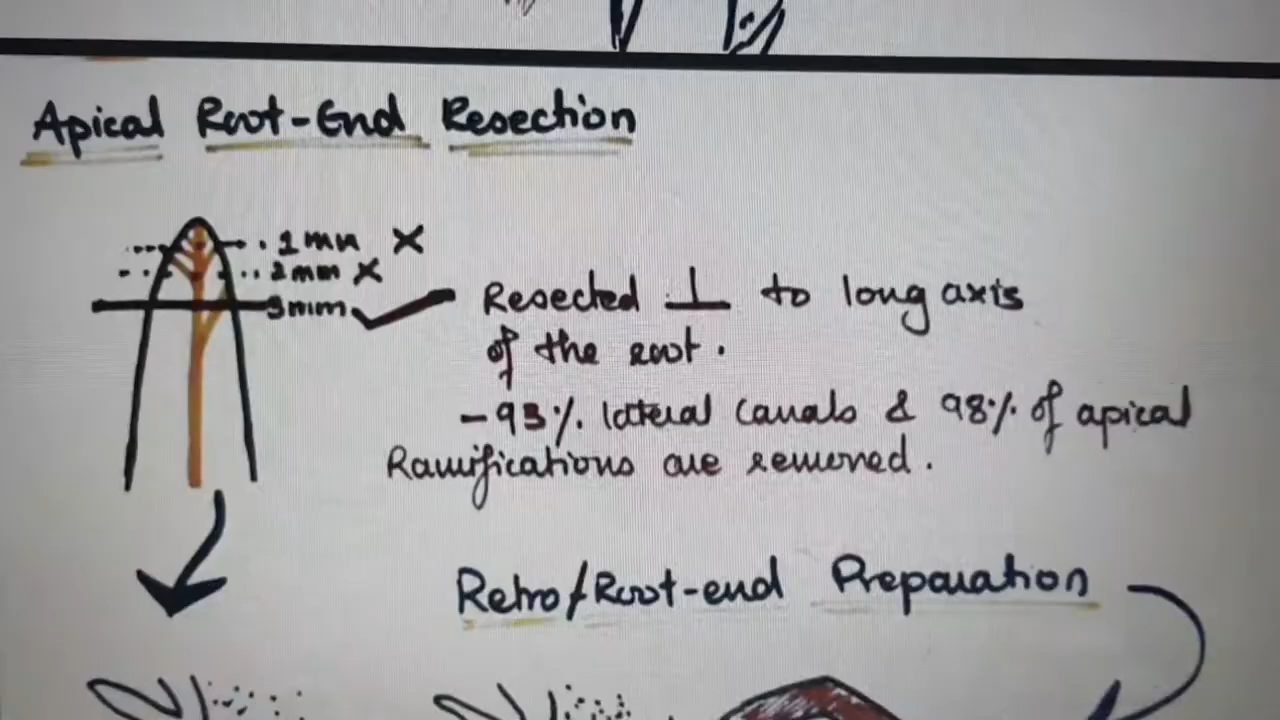 Apical Root-End Resection
1mm ×
2mm ×
3mm ✓
Resected ⊥ to long axis
of the root.
-93% lateral canals & 98% of apical
Ramifications are removed.
Retro/Root-end Preparation